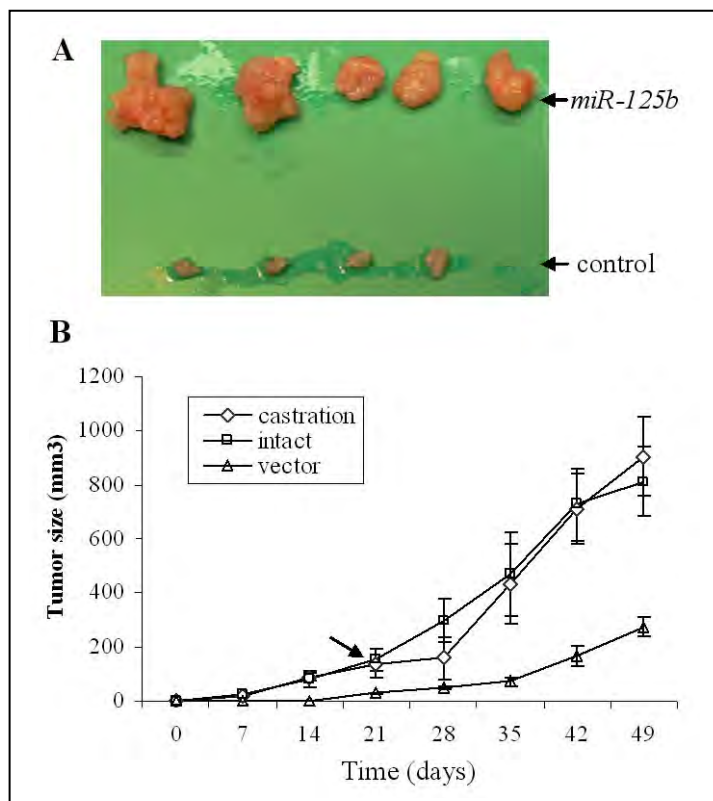 A
miR-125b
control
B
1200
1000
800
600
400
200
0
castration
intact
vector
Tumor size (mm3)
0 7 14 21 28 35 42 49
Time (days)